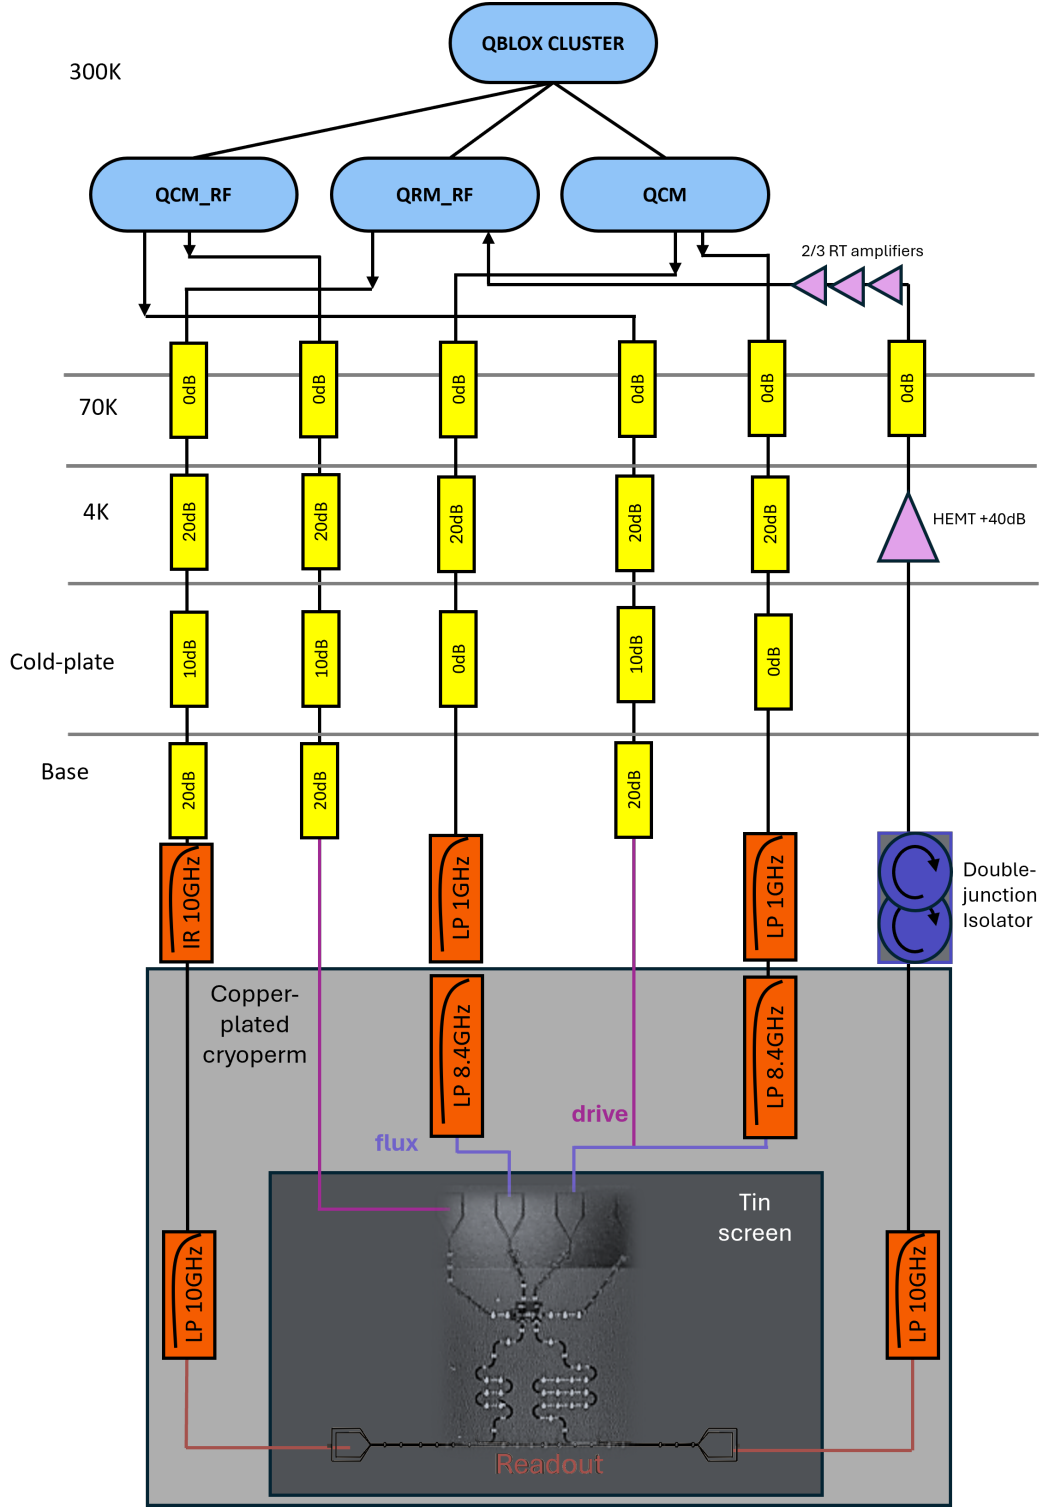 QBLOX CLUSTER
300K
QCM_RF
QRM_RF
QCM
2/3 RT amplifiers
0dB
0dB
0dB
0dB
0dB
0dB
70K
4K
20dB
20dB
20dB
20dB
20dB
HEMT +40dB
Cold-plate
10dB
10dB
0dB
10dB
0dB
Base
20dB
20dB
20dB
IR 10GHz
LP 1GHz
LP 1GHz
Double-
junction
Isolator
Copper-
plated
cryoperm
LP 8.4GHz
LP 8.4GHz
drive
flux
Tin
screen
LP 10GHz
LP 10GHz
Readout